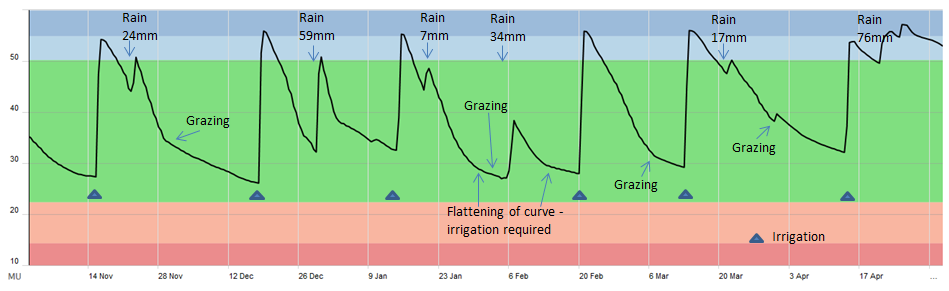 Rain
24mm
Rain
59mm
Rain
7mm
Rain
34mm
Rain
17mm
Rain
76mm
50
40
30
20
10
Grazing
Grazing
Grazing
Grazing
Flattening of curve -
irrigation required
Irrigation
MU
14 Nov
28 Nov
12 Dec
26 Dec
9 Jan
23 Jan
6 Feb
20 Feb
6 Mar
20 Mar
3 Apr
17 Apr
...